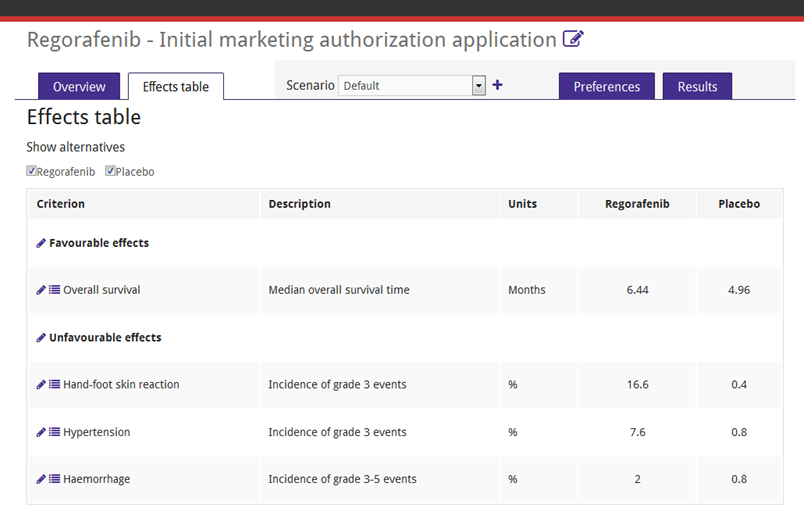 Regorafenib - Initial marketing authorization application
Overview Effects table Scenario Default Preferences Results
Effects table
Show alternatives
Regorafenib Placebo
Criterion Description Units Regorafenib Placebo
Favourable effects
Overall survival Median overall survival time Months 6.44 4.96
Unfavourable effects
Hand-foot skin reaction Incidence of grade 3 events % 16.6 0.4
Hypertension Incidence of grade 3 events % 7.6 0.8
Haemorrhage Incidence of grade 3-5 events % 2 0.8